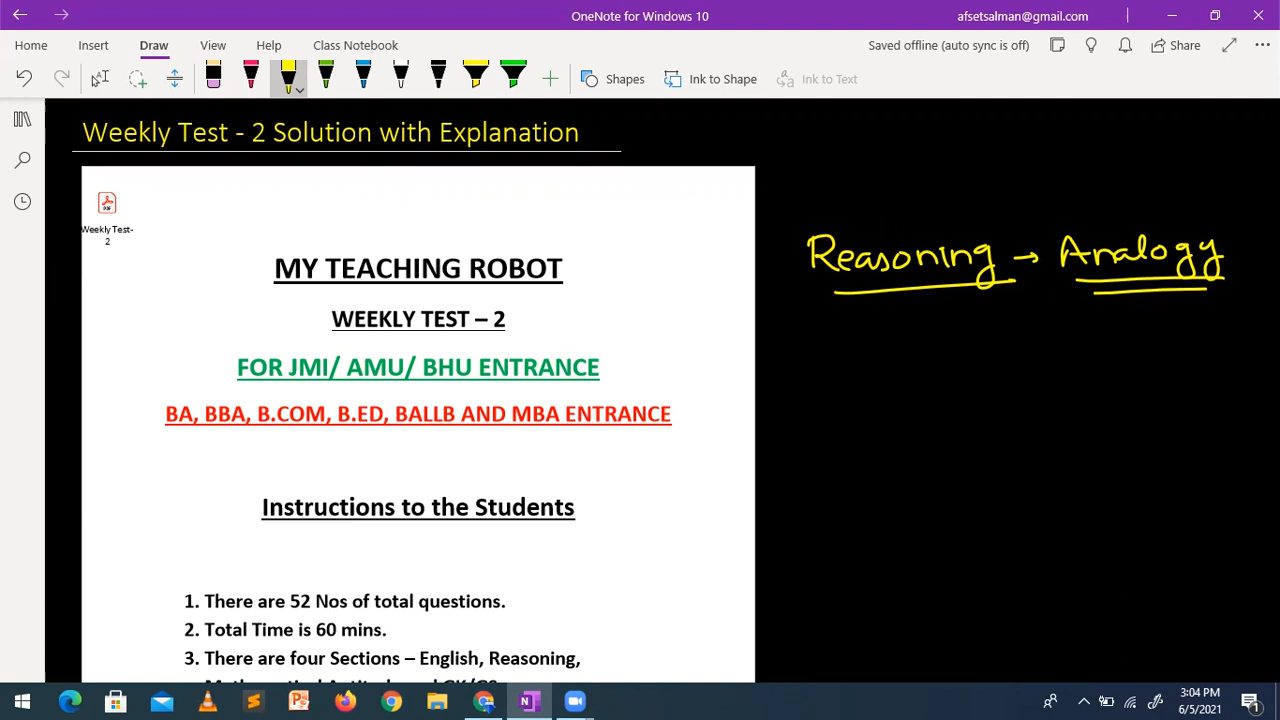 OneNote for Windows 10
afsetsalman@gmail.com
Home Insert Draw View Help Class Notebook
Saved offline (auto sync is off)
Share
Shapes
Ink to Shape
Ink to Text
Weekly Test - 2 Solution with Explanation
PDF
Weekly Test-
2
MY TEACHING ROBOT
WEEKLY TEST – 2
FOR JMI/ AMU/ BHU ENTRANCE
BA, BBA, B.COM, B.ED, BALLB AND MBA ENTRANCE
Instructions to the Students
1. There are 52 Nos of total questions.
2. Total Time is 60 mins.
3. There are four Sections – English, Reasoning,
Reasoning → Analogy
3:04 PM
6/5/2021
1